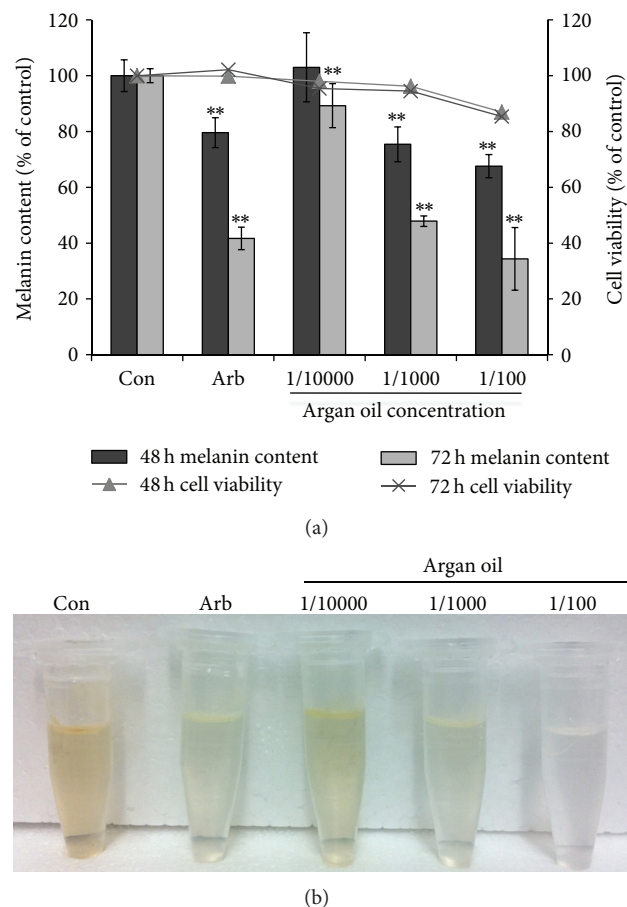 120
120
100
100
80
80
60
60
40
40
20
20
0
0
Melanin content (% of control)
Cell viability (% of control)
**
**
**
**
**
**
**
Con
Arb
1/10000
1/1000
1/100
Argan oil concentration
48 h melanin content
72 h melanin content
48 h cell viability
72 h cell viability
(a)
Argan oil
Con
Arb
1/10000
1/1000
1/100
(b)